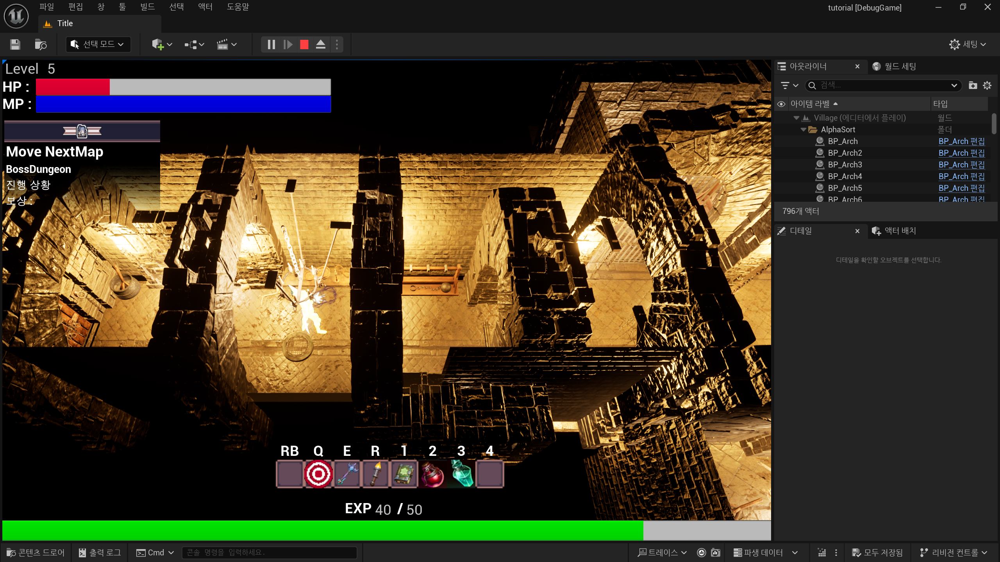 파일 편집 창 툴 빌드 선택 액터 도움말
tutorial [DebugGame]
Title
선택 모드
세팅
Level 5
HP :
MP :
Move NextMap
BossDungeon
진행 상황
보상 :
RB Q E R 1 2 3 4
EXP 40 / 50
아웃라이너
월드 세팅
검색...
아이템 라벨 타입
Village (에디터에서 플레이) 월드
AlphaSort 폴더
BP_Arch BP_Arch 편집
BP_Arch2 BP_Arch 편집
BP_Arch3 BP_Arch 편집
BP_Arch4 BP_Arch 편집
BP_Arch5 BP_Arch 편집
BP_Arch6 BP_Arch 편집
796개 액터
디테일
액터 배치
디테일을 확인할 오브젝트를 선택합니다.
콘텐츠 드로어 출력 로그 Cmd 콘솔 명령을 입력하세요. 트레이스 파생 데이터 모두 저장됨 리비전 컨트롤